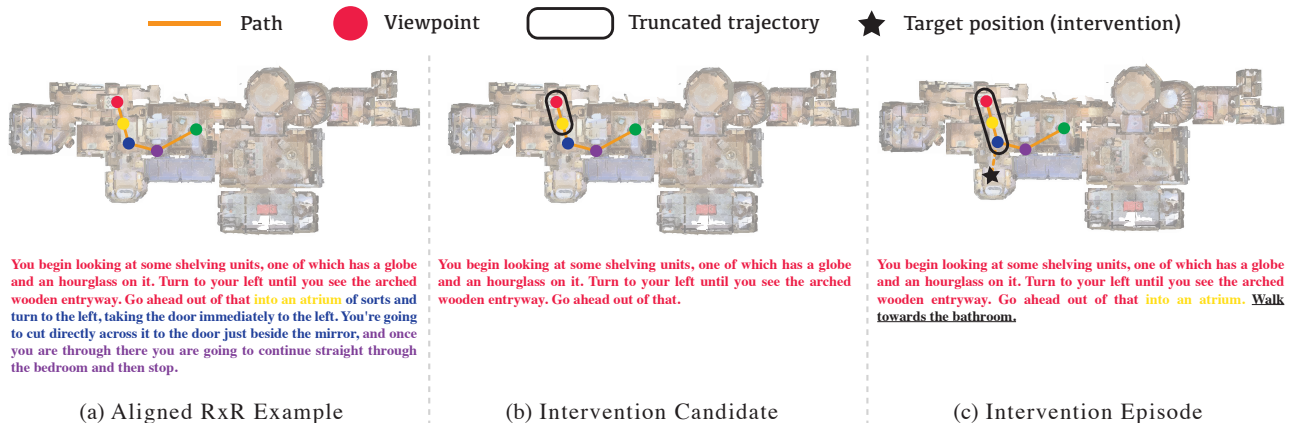 Path
Viewpoint
Truncated trajectory
Target position (intervention)
You begin looking at some shelving units, one of which has a globe
and an hourglass on it. Turn to your left until you see the arched
wooden entryway. Go ahead out of that into an atrium of sorts and
turn to the left, taking the door immediately to the left. You're going
to cut directly across it to the door just beside the mirror, and once
you are through there you are going to continue straight through
the bedroom and then stop.
(a) Aligned RxR Example
You begin looking at some shelving units, one of which has a globe
and an hourglass on it. Turn to your left until you see the arched
wooden entryway. Go ahead out of that.
(b) Intervention Candidate
You begin looking at some shelving units, one of which has a globe
and an hourglass on it. Turn to your left until you see the arched
wooden entryway. Go ahead out of that into an atrium. Walk
towards the bathroom.
(c) Intervention Episode